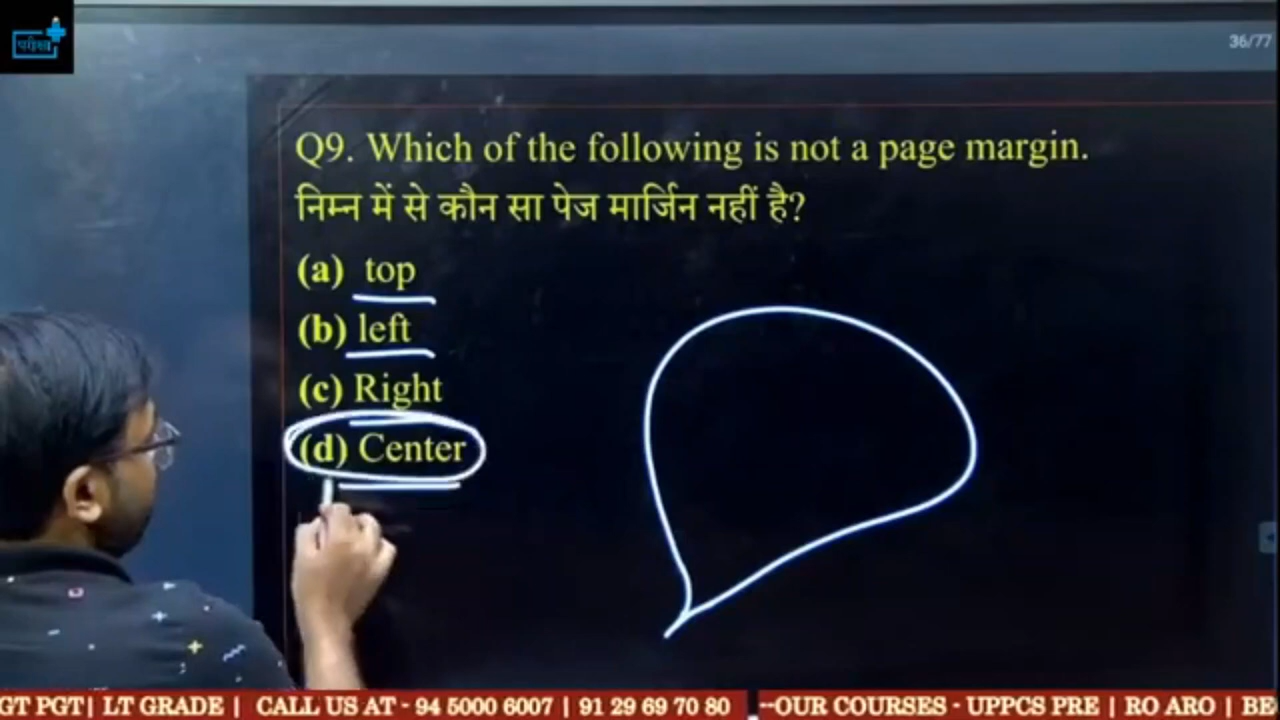 परीक्षा
36/77
Q9. Which of the following is not a page margin.
निम्न में से कौन सा पेज मार्जिन नहीं है?
(a) top
(b) left
(c) Right
(d) Center
GT PGT| LT GRADE | CALL US AT - 94 5000 6007 | 91 29 69 70 80 --OUR COURSES - UPPCS PRE | RO ARO | BE